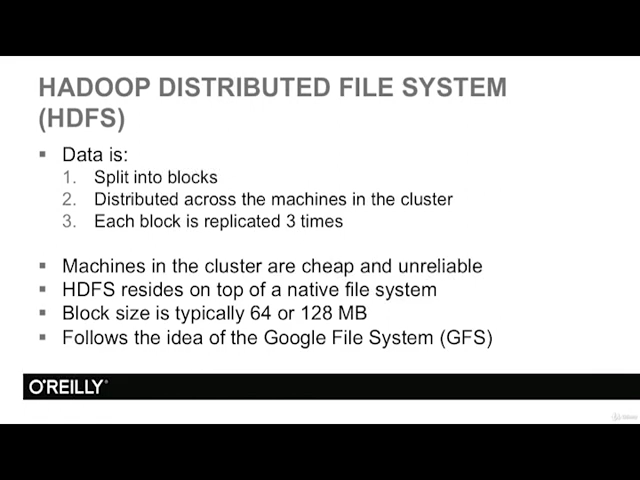 HADOOP DISTRIBUTED FILE SYSTEM
(HDFS)
▪ Data is:
1. Split into blocks
2. Distributed across the machines in the cluster
3. Each block is replicated 3 times
▪ Machines in the cluster are cheap and unreliable
▪ HDFS resides on top of a native file system
▪ Block size is typically 64 or 128 MB
▪ Follows the idea of the Google File System (GFS)
O'REILLY®